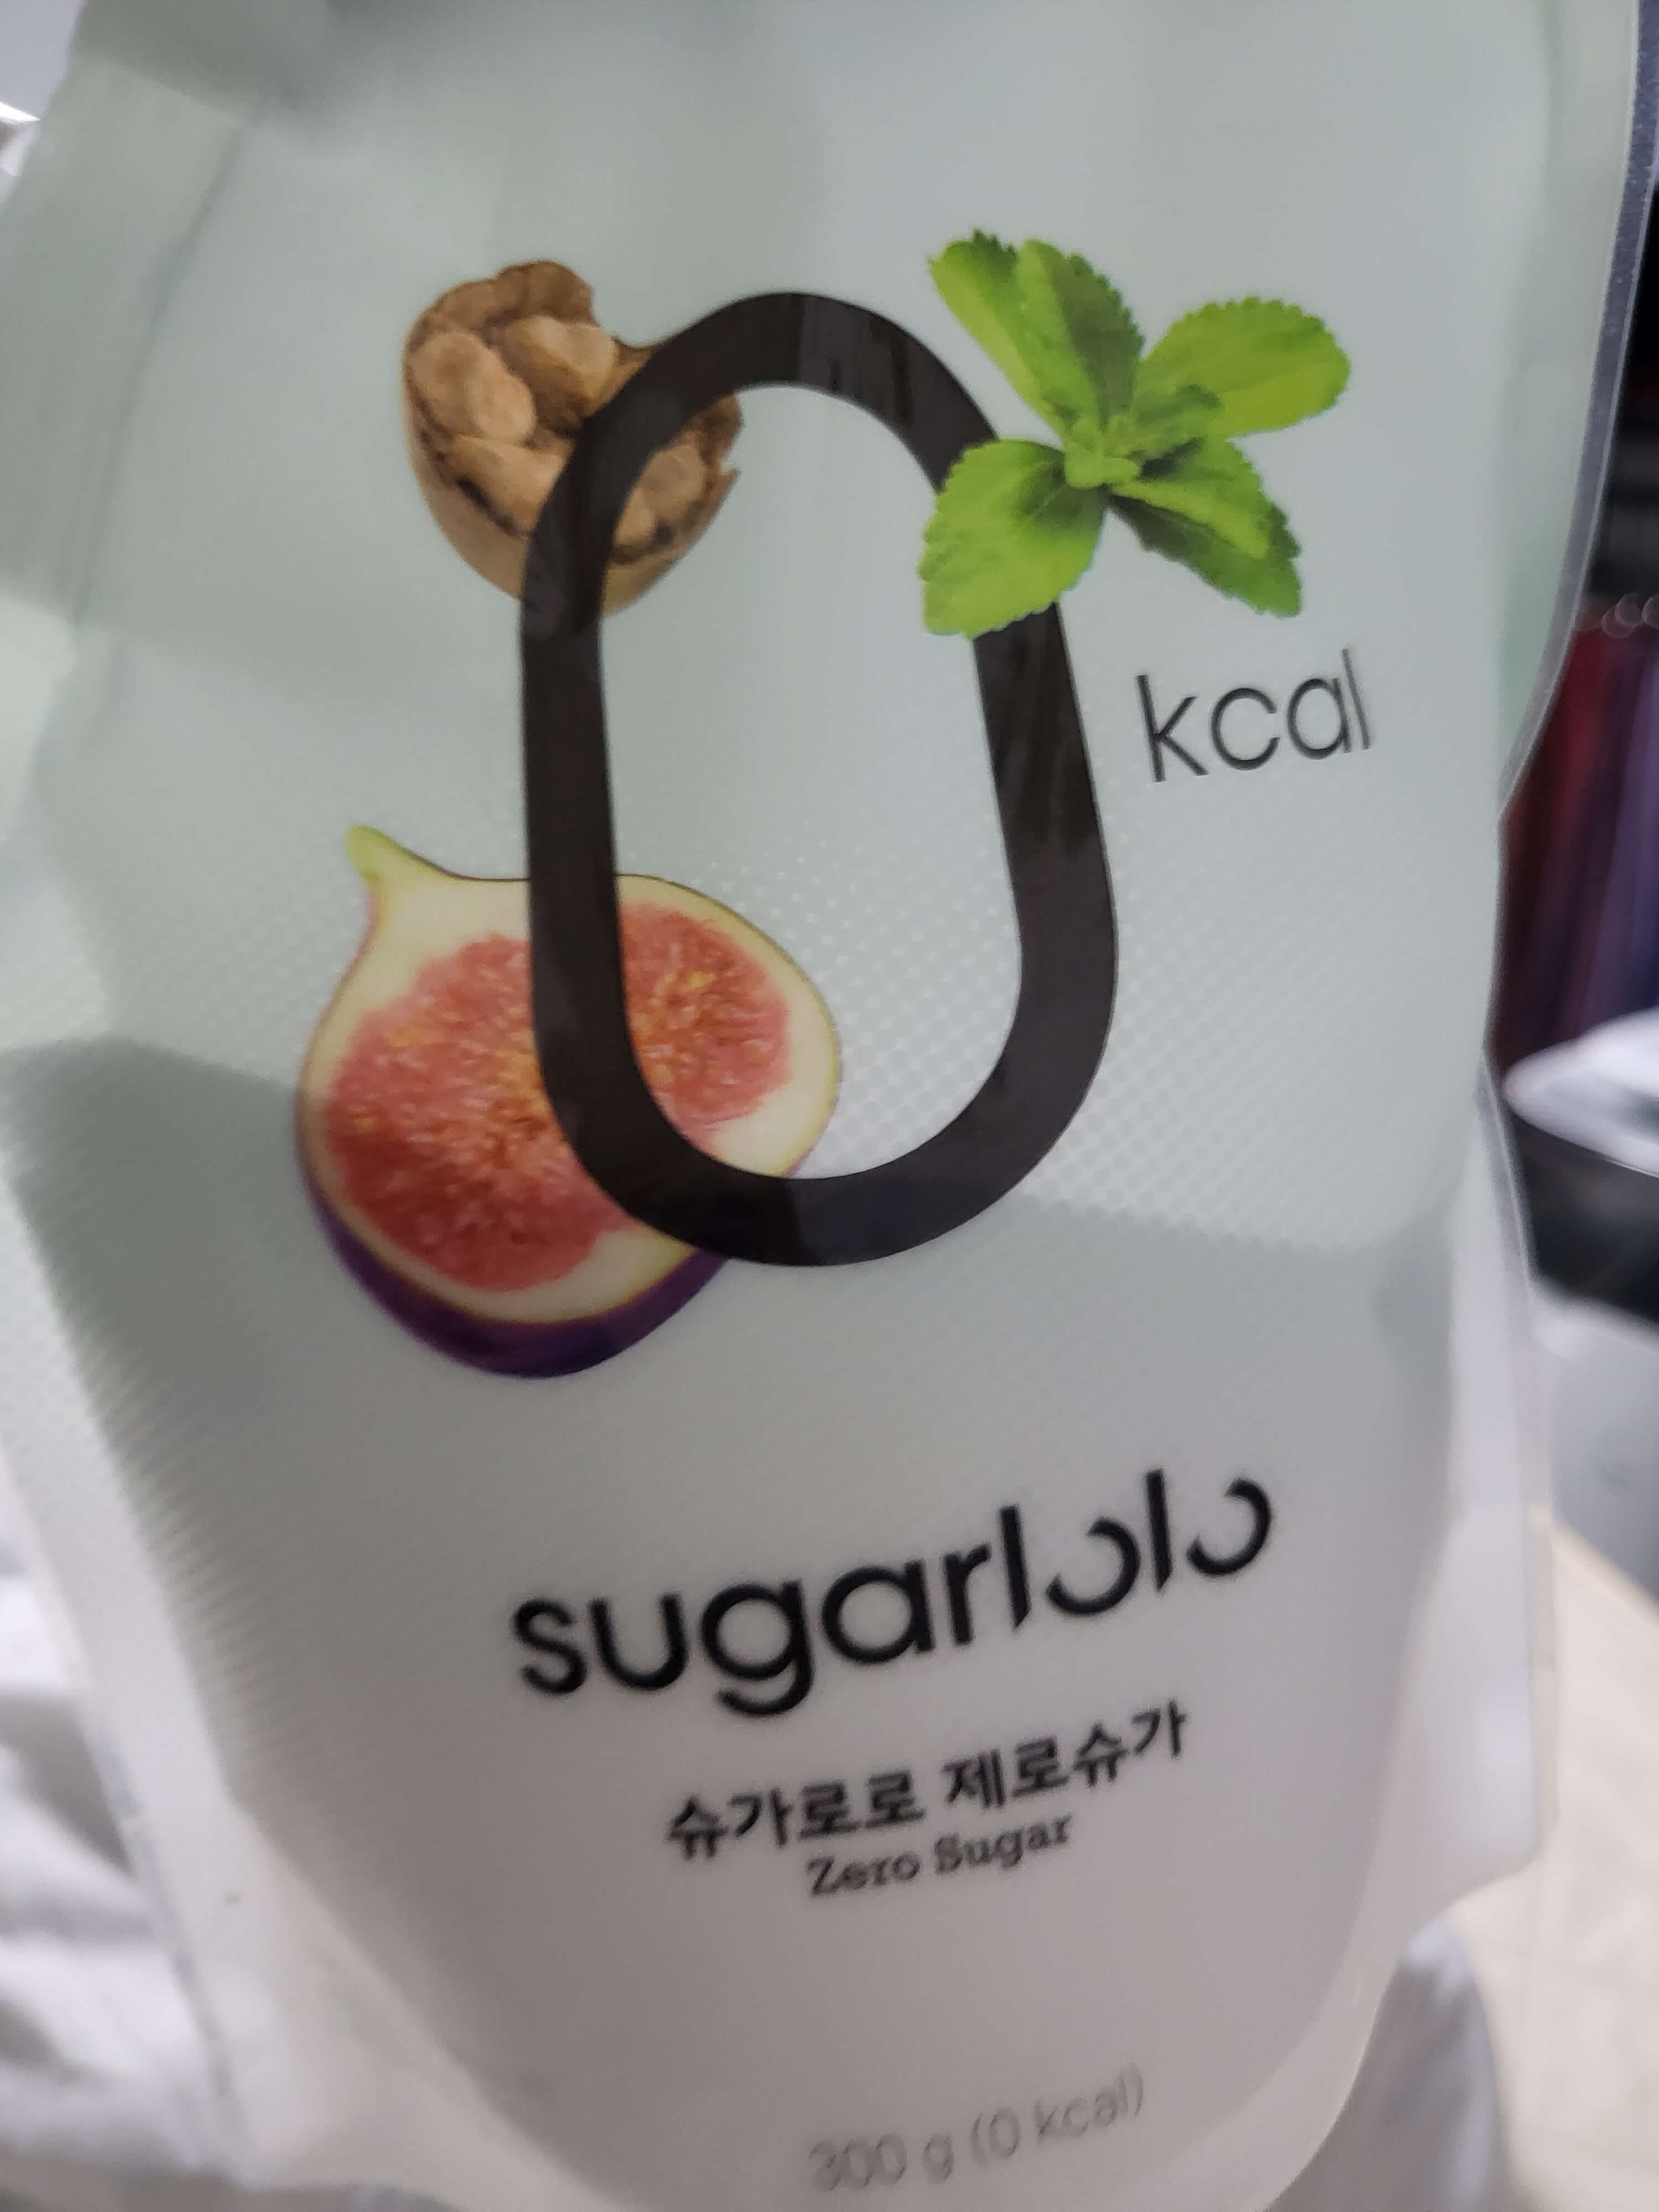 0 kcal
sugarlolo
슈가로로 제로슈가
Zero Sugar
300 g (0 kcal)